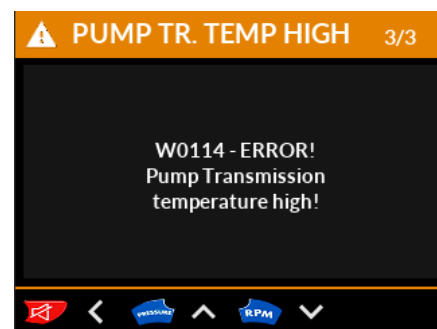 PUMP TR. TEMP HIGH 3/3
W0114 - ERROR!
Pump Transmission
temperature high!
PRESSURE RPM